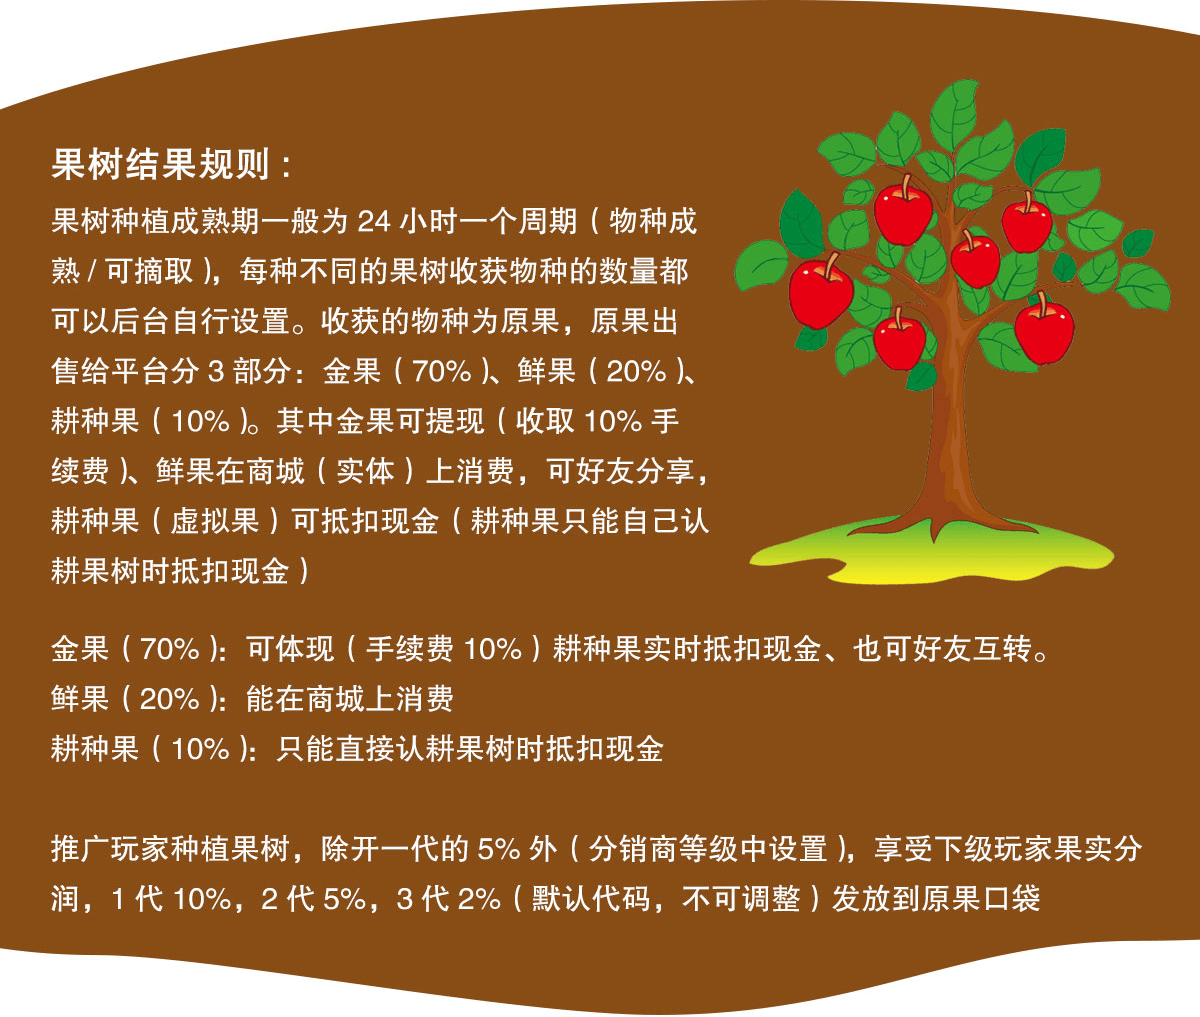 果树结果规则：
果树种植成熟期一般为 24 小时一个周期（物种成
熟 / 可摘取），每种不同的果树收获物种的数量都
可以后台自行设置。收获的物种为原果，原果出
售给平台分 3 部分：金果（70%）、鲜果（20%）、
耕种果（10%）。其中金果可提现（收取 10% 手
续费）、鲜果在商城（实体）上消费，可好友分享，
耕种果（虚拟果）可抵扣现金（耕种果只能自己认
耕果树时抵扣现金）
金果（70%）：可体现（手续费 10%）耕种果实时抵扣现金、也可好友互转。
鲜果（20%）：能在商城上消费
耕种果（10%）：只能直接认耕果树时抵扣现金
推广玩家种植果树，除开一代的 5% 外（分销商等级中设置），享受下级玩家果实分
润，1 代 10%，2 代 5%，3 代 2%（默认代码，不可调整）发放到原果口袋